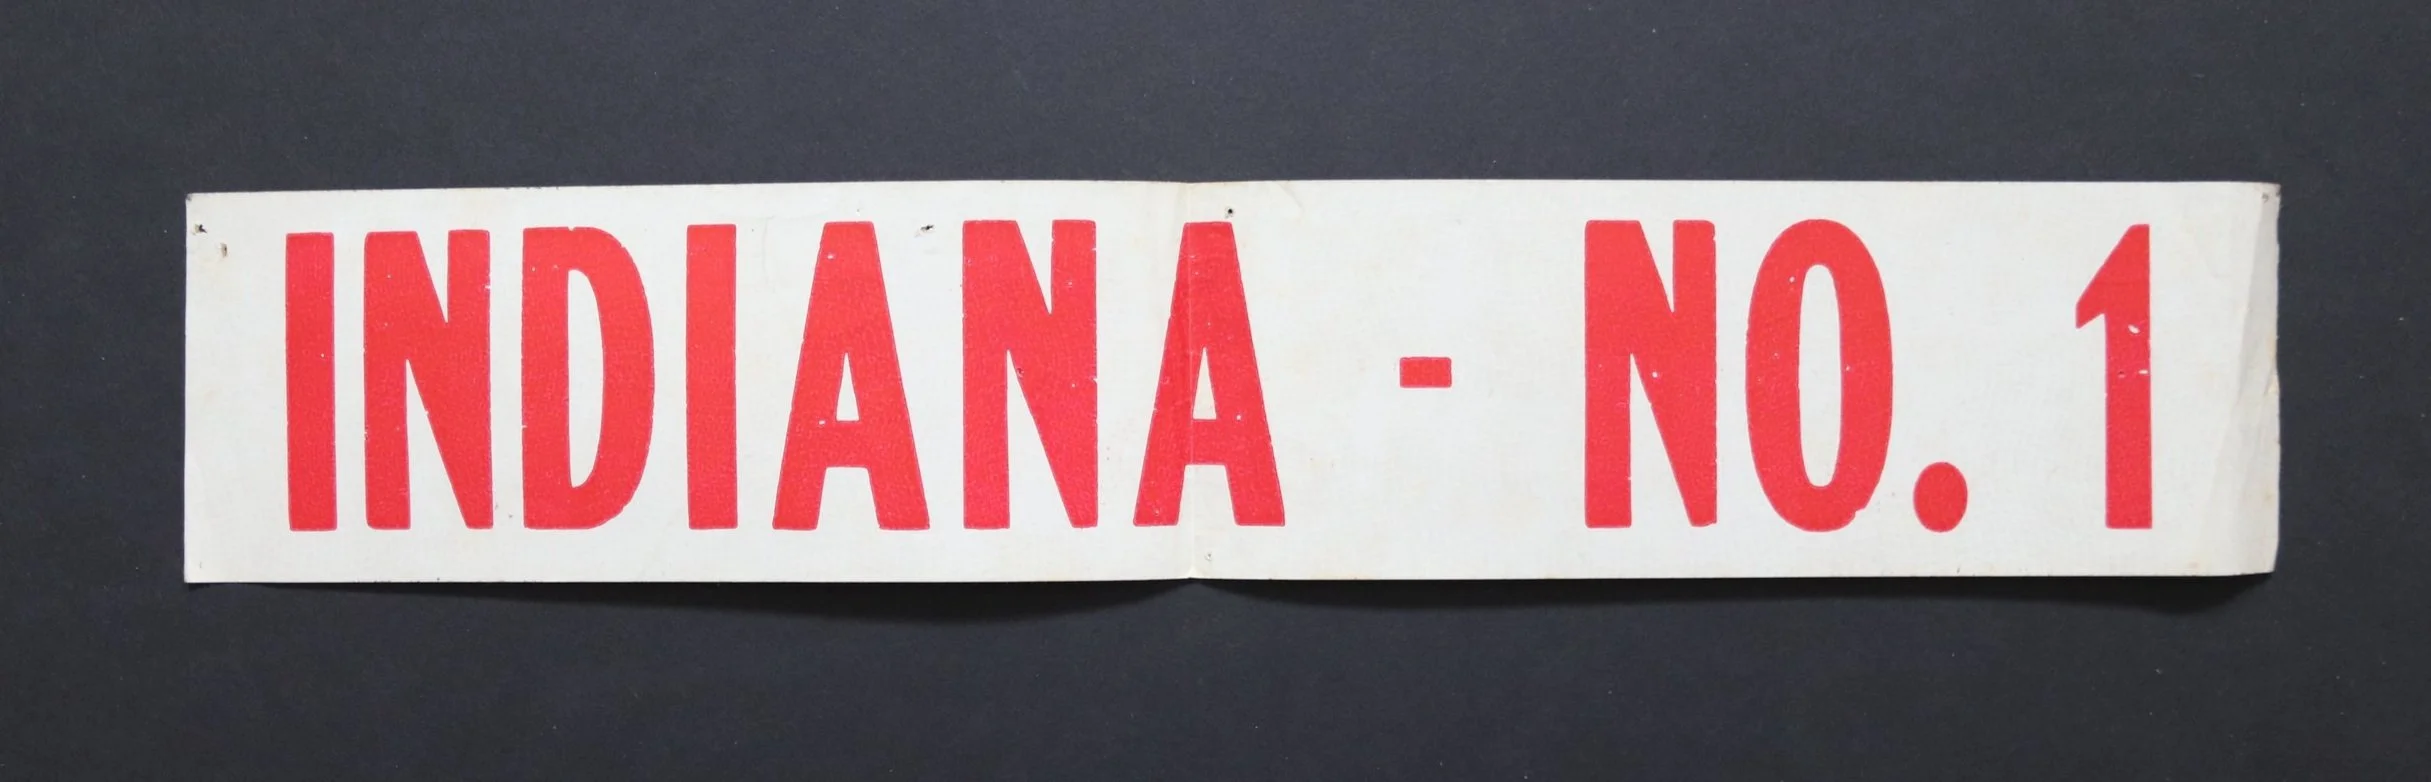 INDIANA - NO. 1